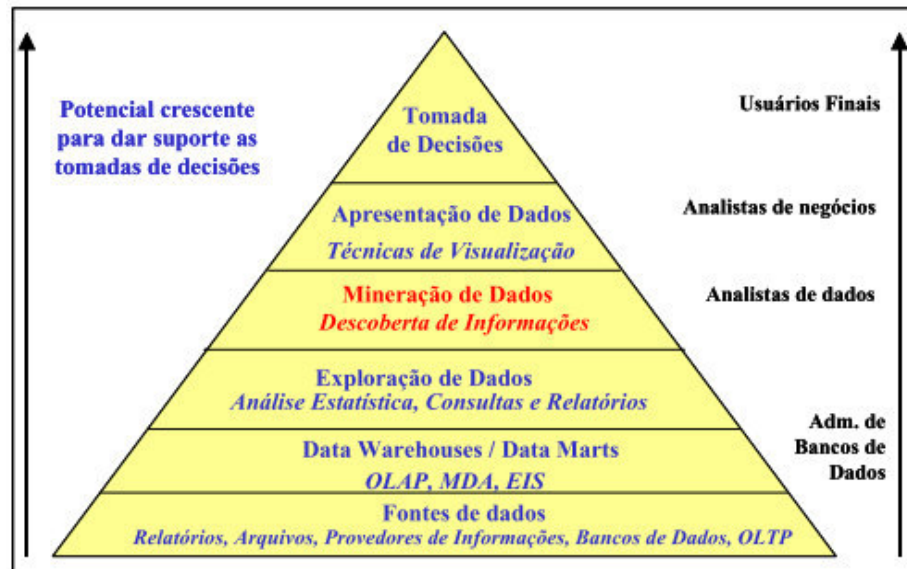 Potencial crescente
para dar suporte as
tomadas de decisões
Tomada
de Decisões
Usuários Finais
Apresentação de Dados
Técnicas de Visualização
Analistas de negócios
Mineração de Dados
Descoberta de Informações
Analistas de dados
Exploração de Dados
Análise Estatística, Consultas e Relatórios
Data Warehouses / Data Marts
OLAP, MDA, EIS
Adm. de
Bancos de
Dados
Fontes de dados
Relatórios, Arquivos, Provedores de Informações, Bancos de Dados, OLTP